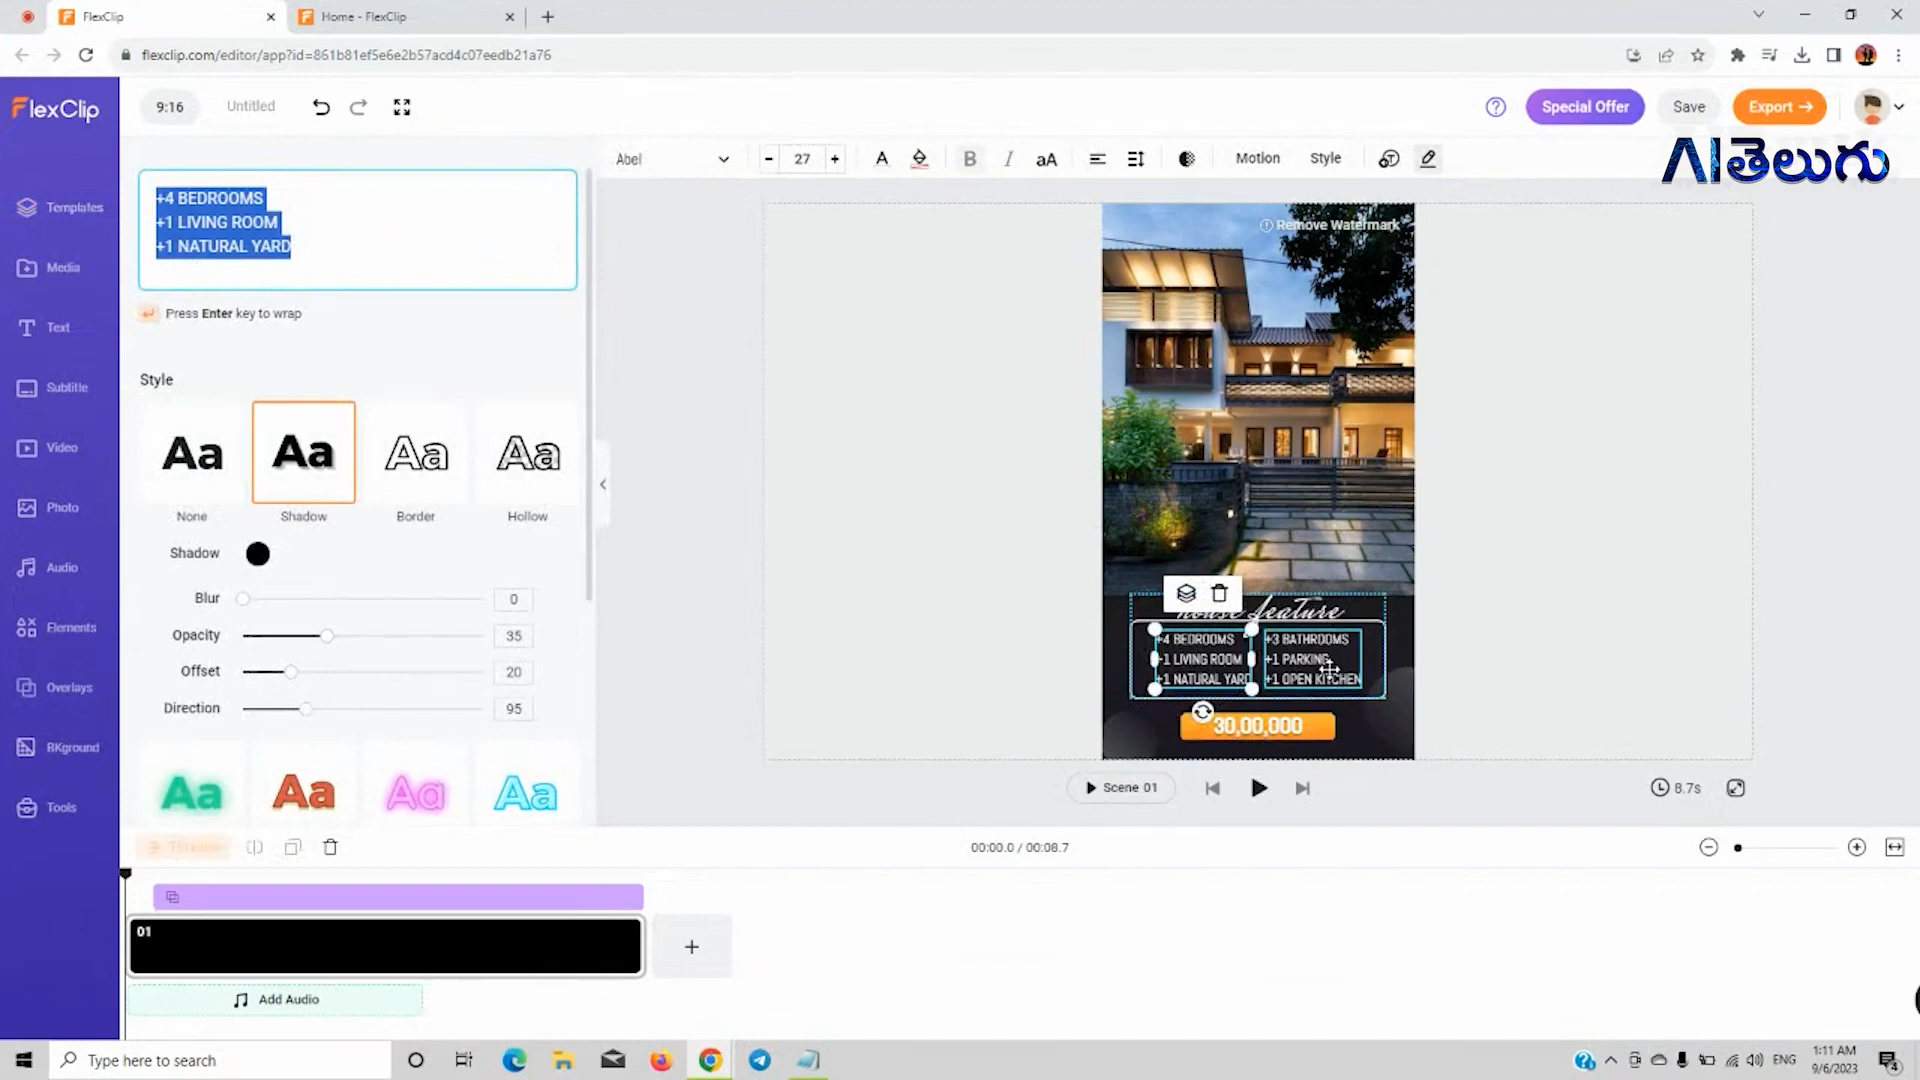 FlexClip
Home - FlexClip
flexclip.com/editor/app?id=861b81ef5e6e2b57acd4c07eedb21a76
FlexClip
9:16
Untitled
Special Offer
Save
Export
AIతెలుగు
Abel
27
A
B
I
aA
Motion
Style
Templates
Media
Text
Subtitle
Video
Photo
Audio
Elements
Overlays
BKground
Tools
+4 BEDROOMS
+1 LIVING ROOM
+1 NATURAL YARD
Press Enter key to wrap
Style
Aa
Aa
Aa
Aa
None
Shadow
Border
Hollow
Shadow
Blur
0
Opacity
35
Offset
20
Direction
95
Aa
Aa
Aa
Aa
Remove Watermark
house feature
+4 BEDROOMS
+3 BATHROOMS
+1 LIVING ROOM
+1 PARKING
+1 NATURAL YARD
+1 OPEN KITCHEN
30,00,000
Scene 01
8.7s
Timeline
00:00.0 / 00:08.7
01
Add Audio
Type here to search
ENG
1:11 AM
9/6/2023
4